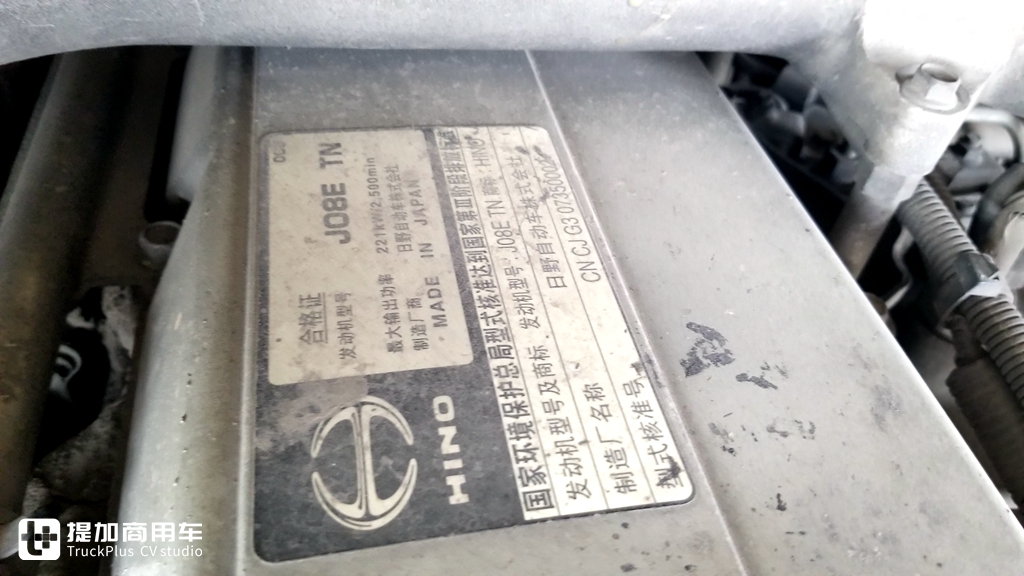 合格证
发动机型号 J08E TN
最大输出功率 221kW/2,500min
制造厂商 日野自动车株式会社
MADE IN JAPAN
HINO
国家环境保护总局型式核准达到国家第III阶段排放
发动机型号及商标 发动机型号:J08E TN 商标:HINO
制造厂名称 日野自动车株式会社
型式核准号 CN CJ G3
提加商用车
TruckPlus CV studio